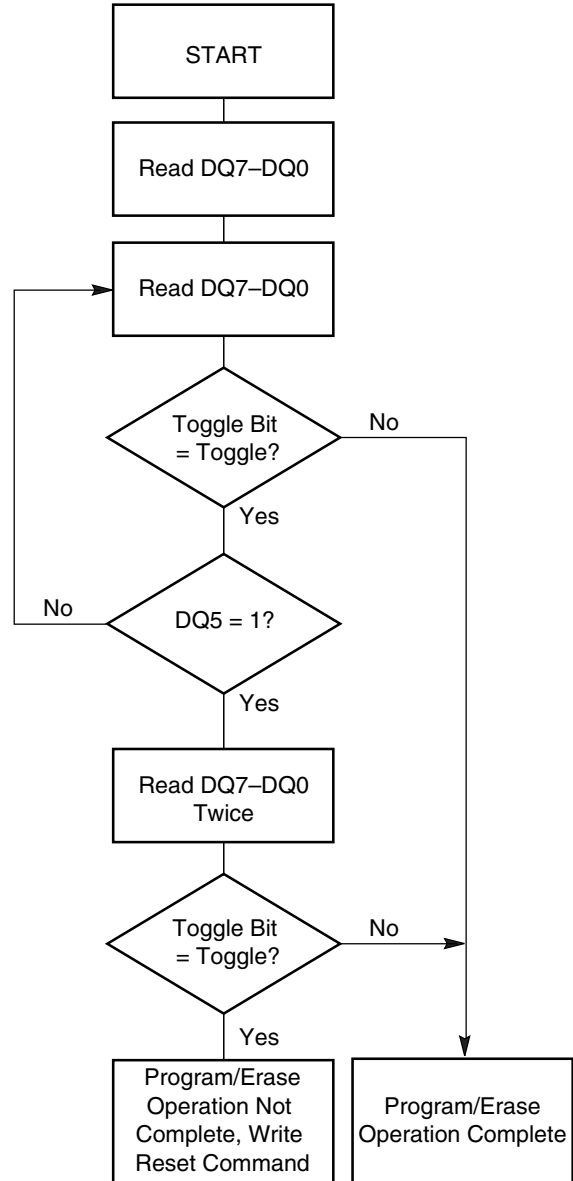 START
Read DQ7–DQ0
Read DQ7–DQ0
Toggle Bit
= Toggle?
No
Yes
No
DQ5 = 1?
Yes
Read DQ7–DQ0
Twice
Toggle Bit
= Toggle?
No
Yes
Program/Erase
Operation Not
Complete, Write
Reset Command
Program/Erase
Operation Complete